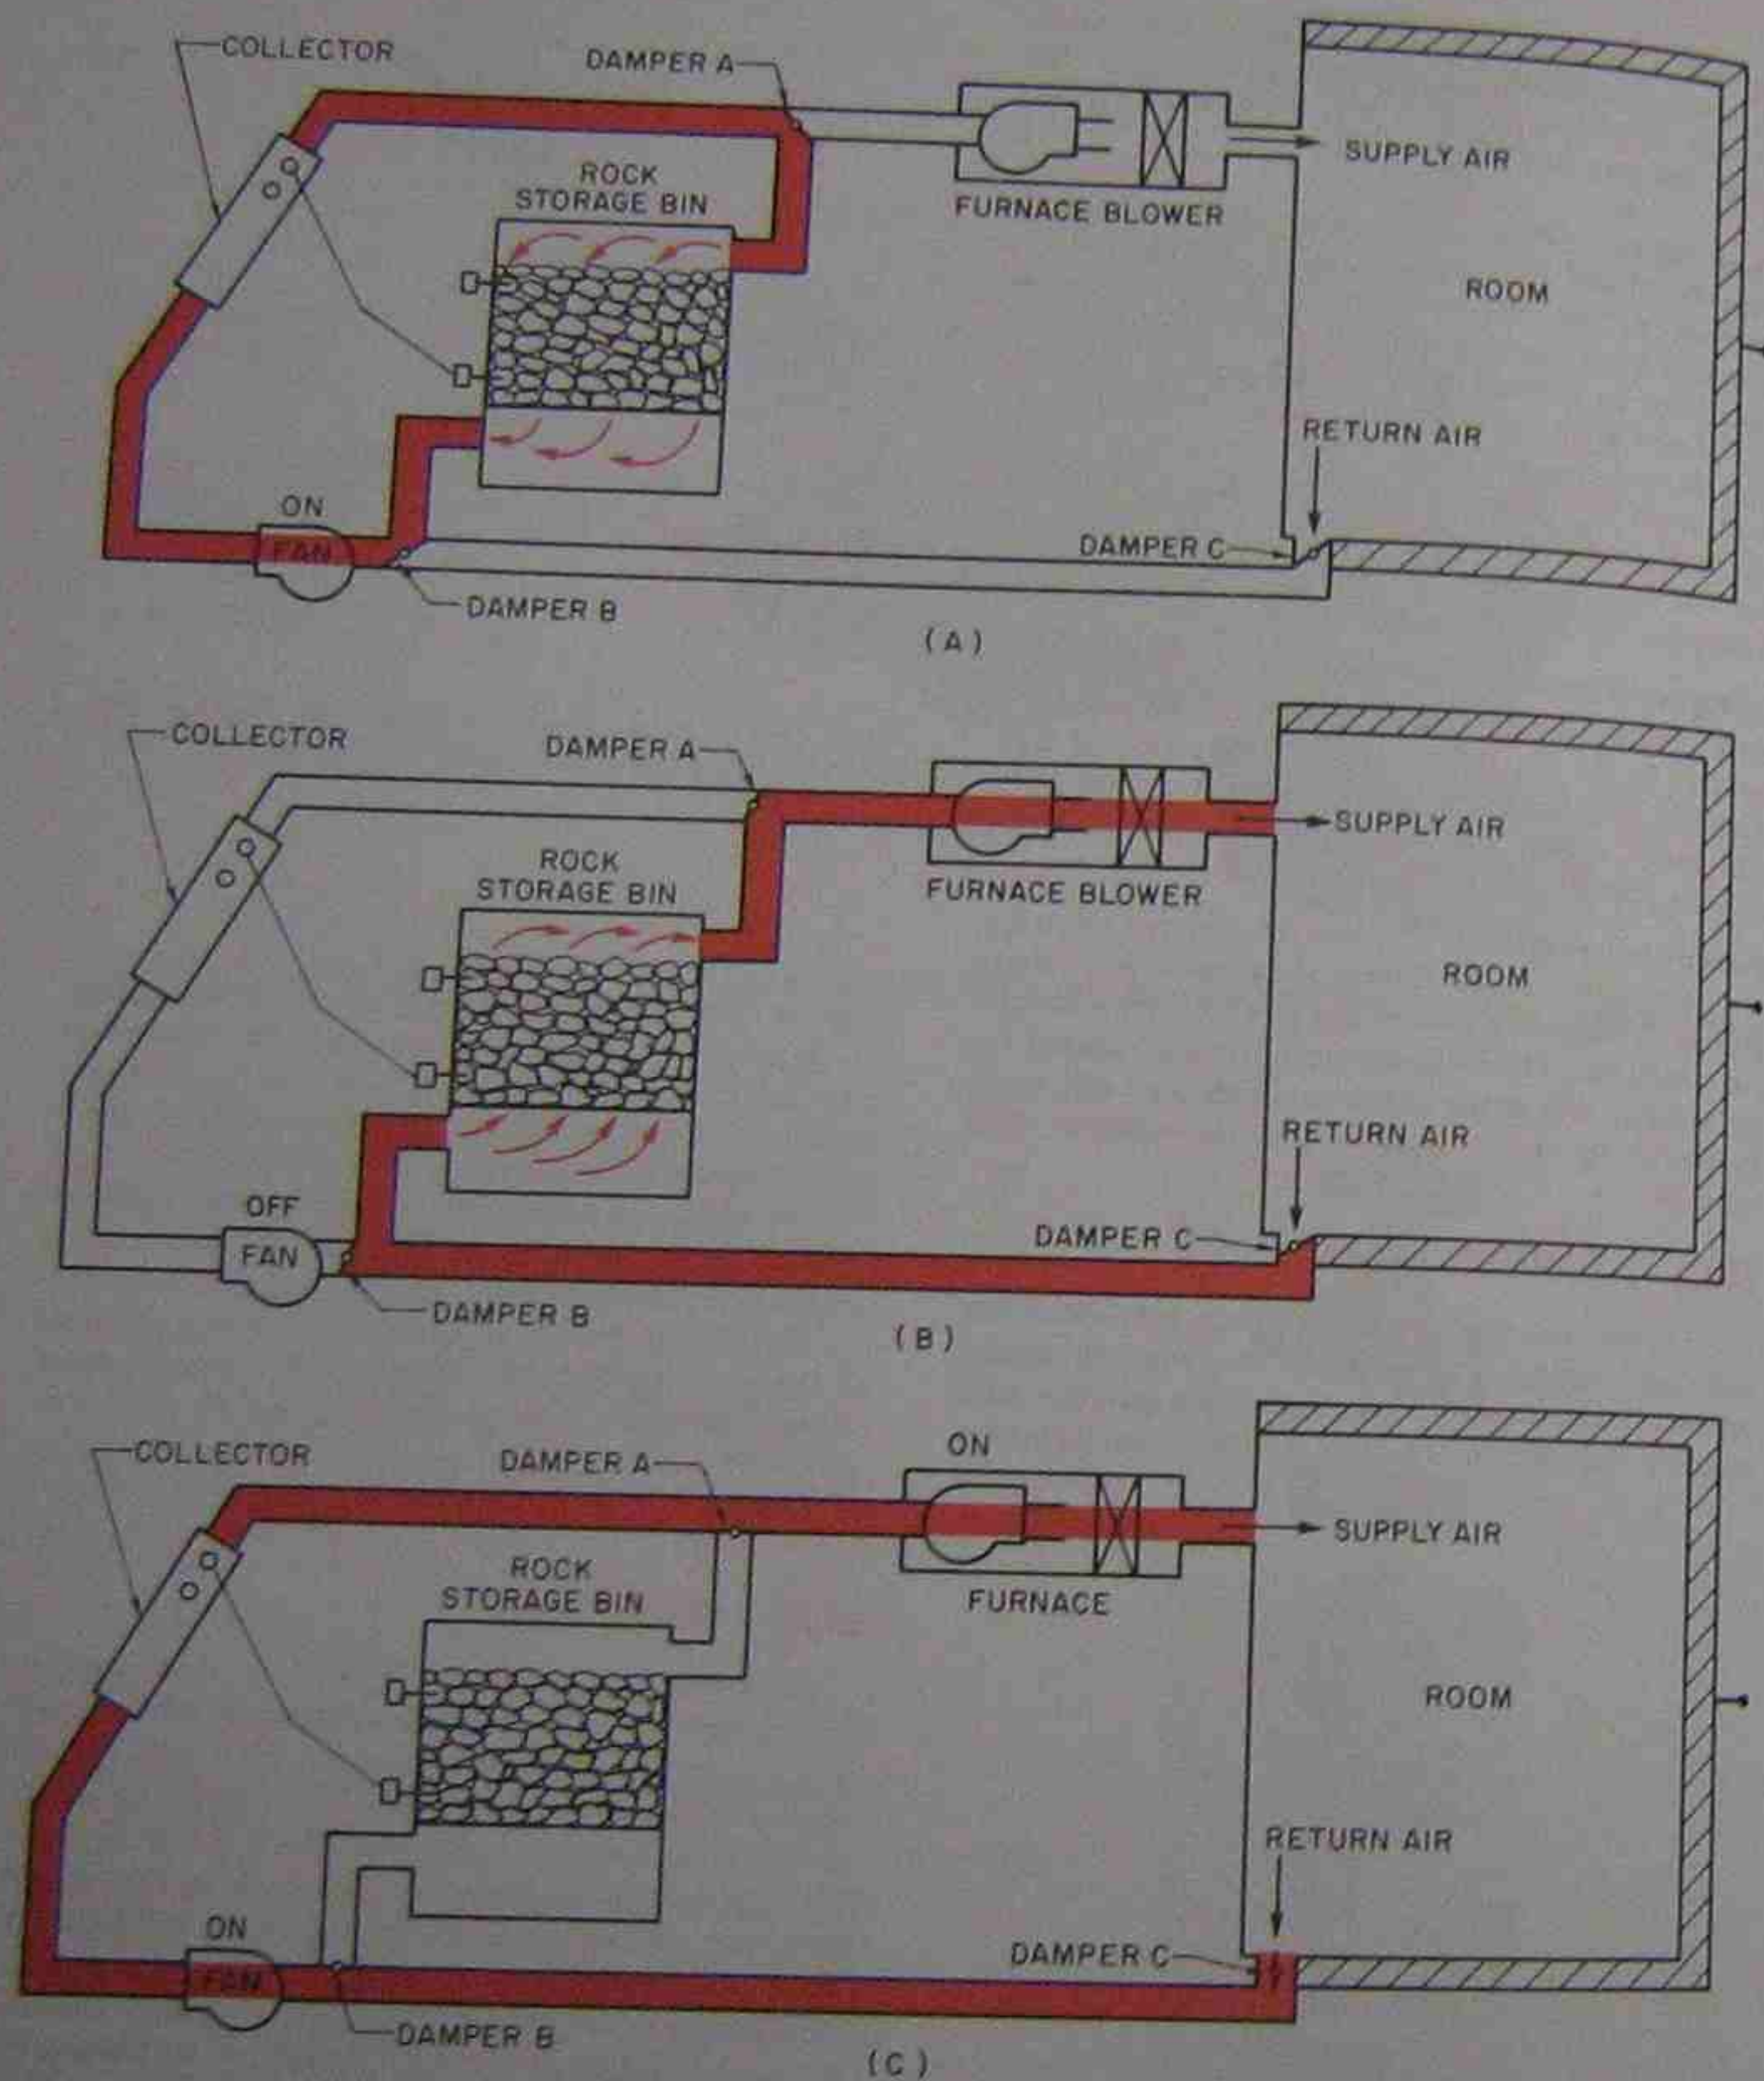 COLLECTOR
DAMPER A
ROCK
STORAGE BIN
FURNACE BLOWER
SUPPLY AIR
ROOM
RETURN AIR
ON
FAN
DAMPER C
DAMPER B
(A)
COLLECTOR
DAMPER A
ROCK
STORAGE BIN
FURNACE BLOWER
SUPPLY AIR
ROOM
RETURN AIR
OFF
FAN
DAMPER C
DAMPER B
(B)
COLLECTOR
DAMPER A
ON
ROCK
STORAGE BIN
FURNACE
SUPPLY AIR
ROOM
RETURN AIR
ON
FAN
DAMPER C
DAMPER B
(C)